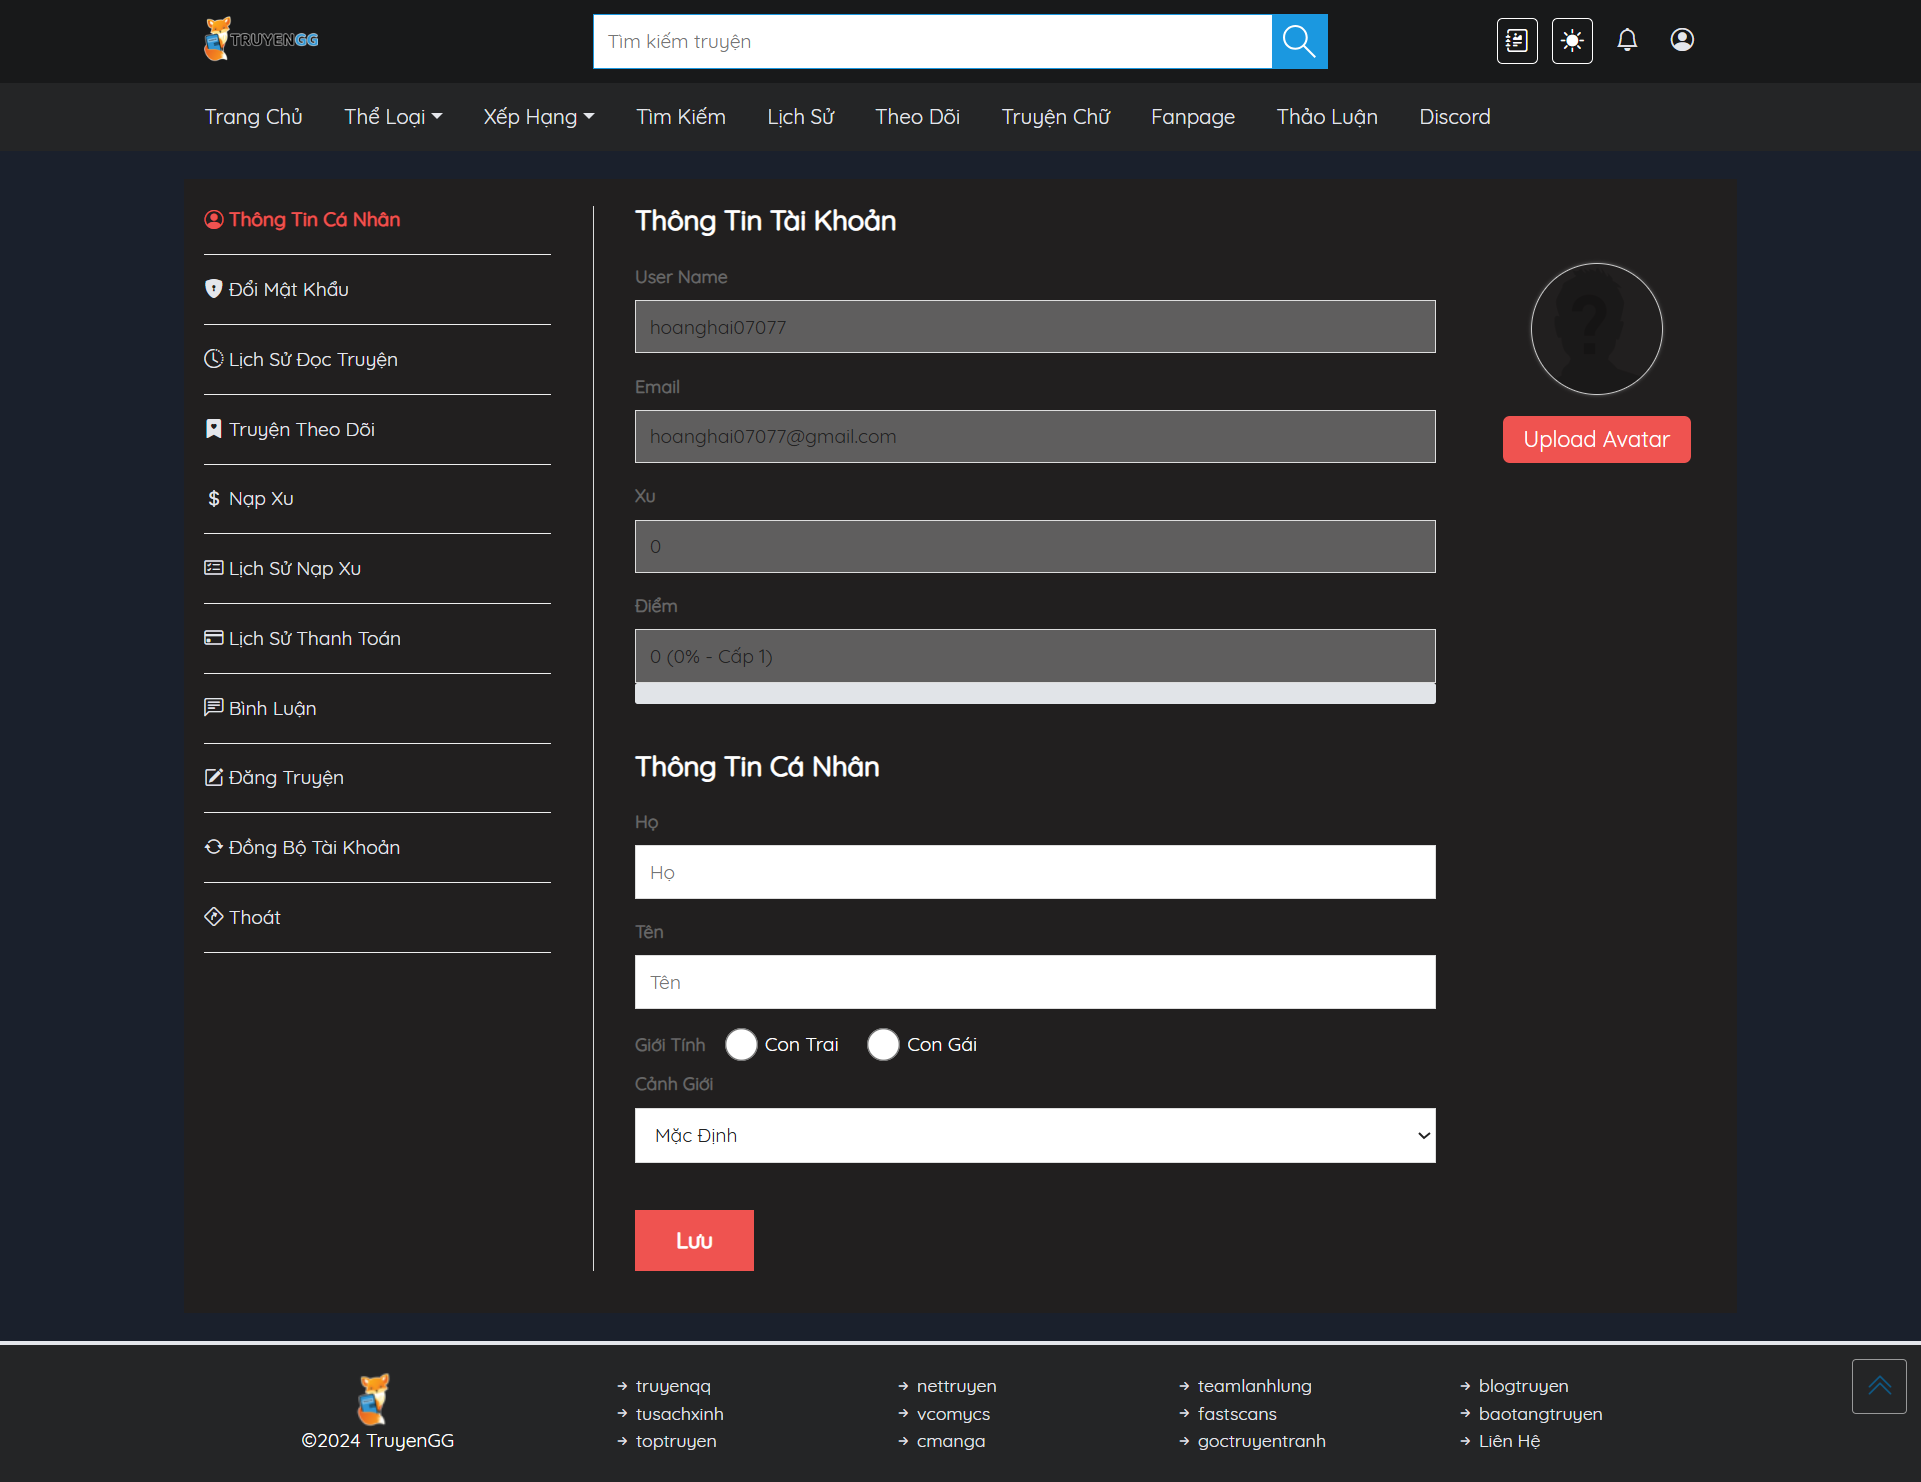 TRUYENGG
Tìm kiếm truyện
Trang Chủ
Thể Loại
Xếp Hạng
Tìm Kiếm
Lịch Sử
Theo Dõi
Truyện Chữ
Fanpage
Thảo Luận
Discord
Thông Tin Cá Nhân
Đổi Mật Khẩu
Lịch Sử Đọc Truyện
Truyện Theo Dõi
Nạp Xu
Lịch Sử Nạp Xu
Lịch Sử Thanh Toán
Bình Luận
Đăng Truyện
Đồng Bộ Tài Khoản
Thoát
Thông Tin Tài Khoản
User Name
hoanghai07077
Email
hoanghai07077@gmail.com
Xu
0
Điểm
0 (0% - Cấp 1)
Upload Avatar
Thông Tin Cá Nhân
Họ
Họ
Tên
Tên
Giới Tính Con Trai Con Gái
Cảnh Giới
Mặc Định
Lưu
©2024 TruyenGG
truyenqq
tusachxinh
toptruyen
nettruyen
vcomycs
cmanga
teamlanhlung
fastscans
goctruyentranh
blogtruyen
baotangtruyen
Liên Hệ